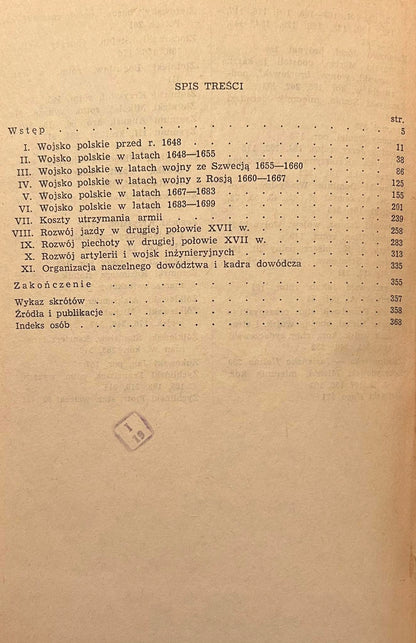 SPIS TREŚCI
str.
Wstęp . . . . . . . . . . . . . . . . 5
I. Wojsko polskie przed r. 1648 . . . . . . . . 11
II. Wojsko polskie w latach 1648—1655 . . . . . . . 38
III. Wojsko polskie w latach wojny ze Szwecją 1655—1660 . . . . 86
IV. Wojsko polskie w latach wojny z Rosją 1660—1667 . . . . 125
V. Wojsko polskie w latach 1667—1683 . . . . . . . 155
VI. Wojsko polskie w latach 1683—1699 . . . . . . . 201
VII. Koszty utrzymania armii . . . . . . . . . 239
VIII. Rozwój jazdy w drugiej połowie XVII w. . . . . . . 258
IX. Rozwój piechoty w drugiej połowie XVII w. . . . . . 283
X. Rozwój artylerii i wojsk inżynieryjnych . . . . . . 313
XI. Organizacja naczelnego dowództwa i kadra dowódcza . . . . 335
Zakończenie . . . . . . . . . . . . . . 355
Wykaz skrótów . . . . . . . . . . . . . 357
Źródła i publikacje . . . . . . . . . . . . 358
Indeks osób . . . . . . . . . . . . . . 363
I
19